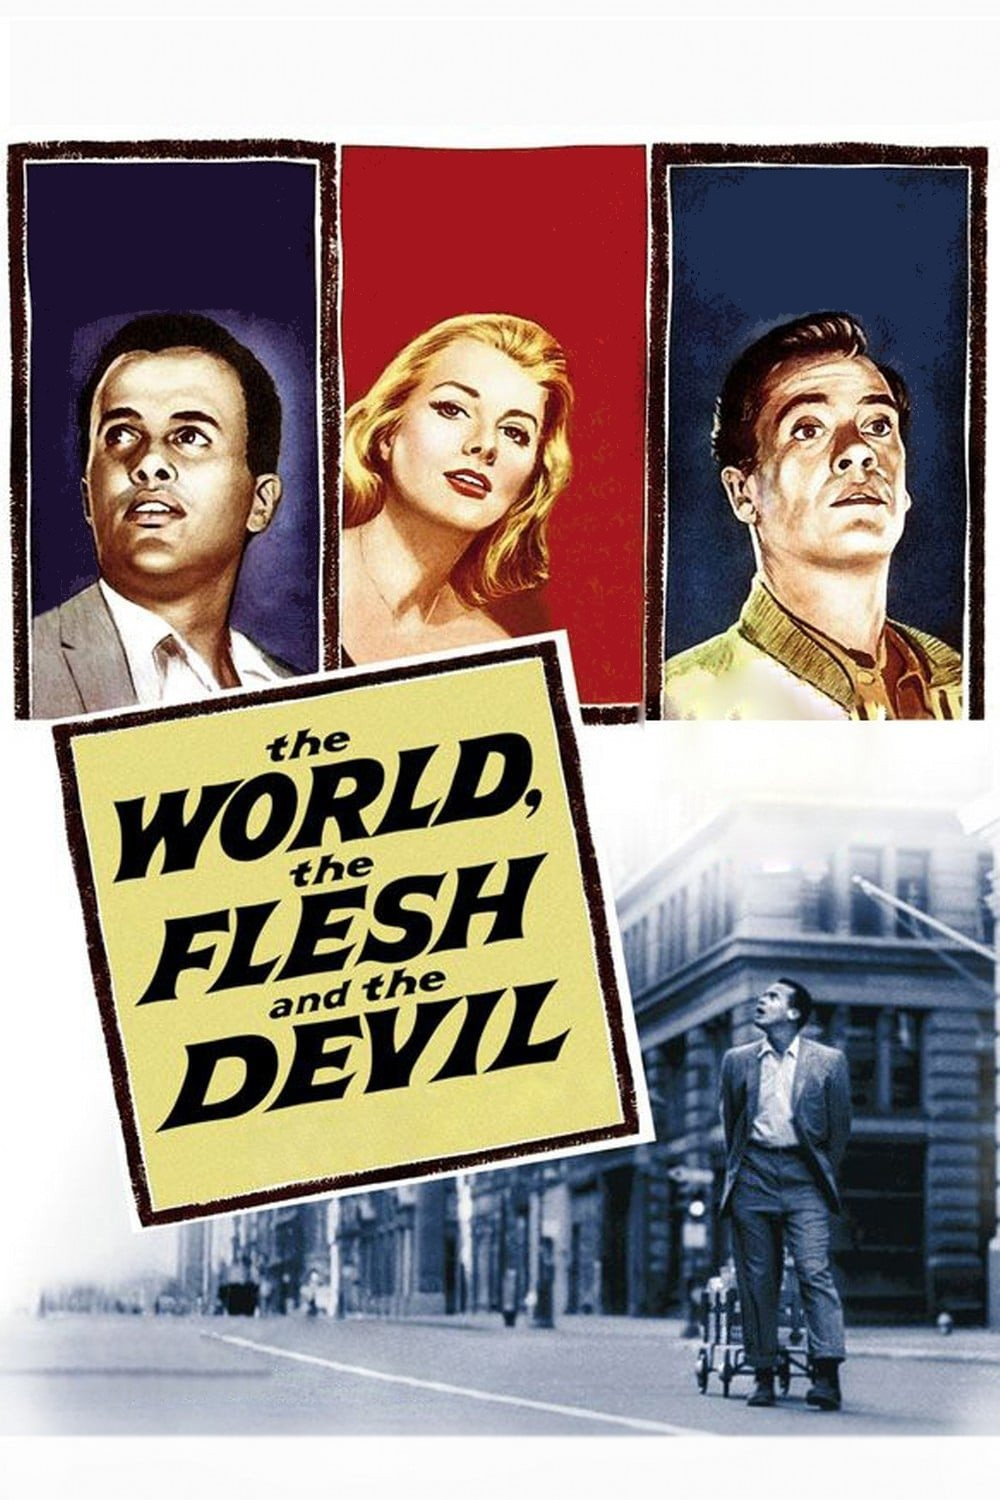 the
WORLD,
the
FLESH
and the
DEVIL